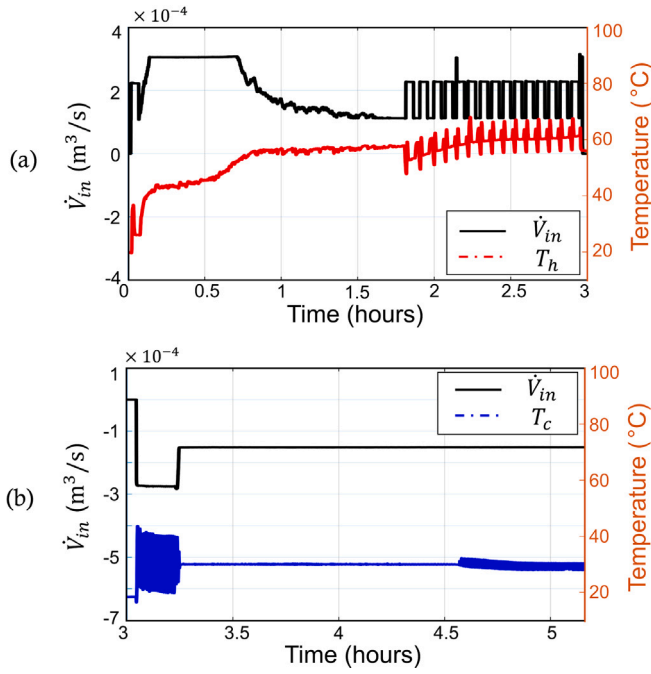 × 10⁻⁴
4
2
0
-2
-4
V̇in (m³/s)
(a)
100
80
60
40
20
Temperature (°C)
V̇in
Th
0
0.5
1
1.5
2
2.5
3
Time (hours)
× 10⁻⁴
1
-1
-3
-5
-7
V̇in (m³/s)
(b)
100
80
60
40
20
Temperature (°C)
V̇in
Tc
3
3.5
4
4.5
5
Time (hours)